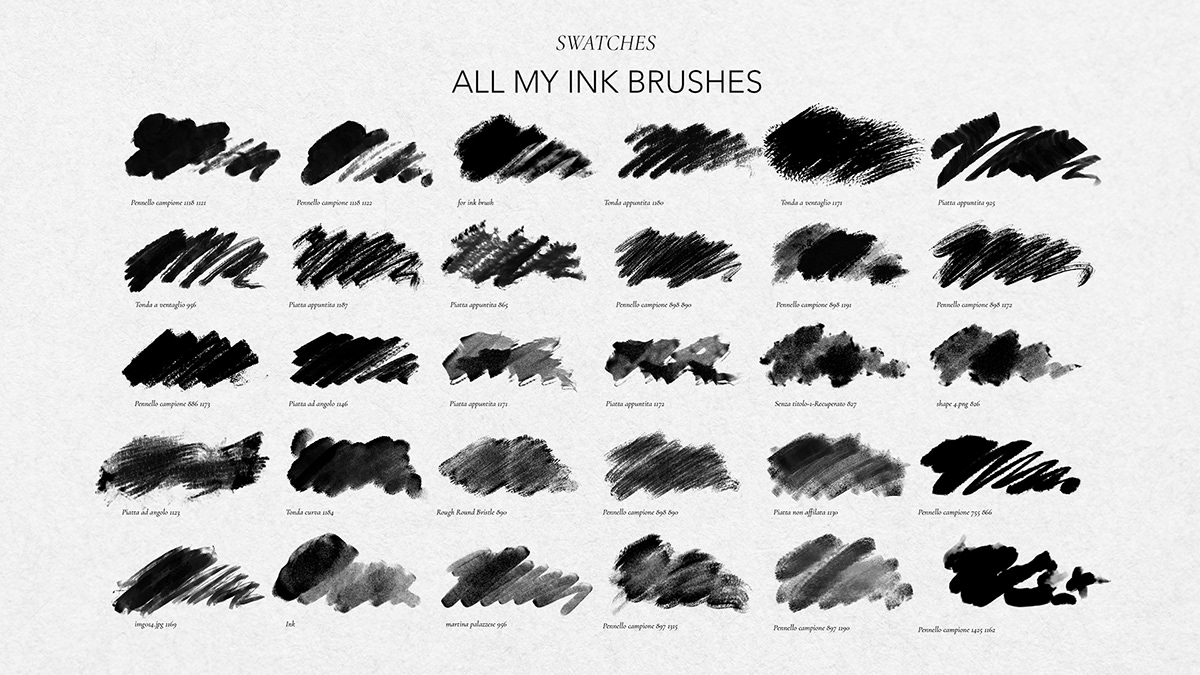 SWATCHES
ALL MY INK BRUSHES
Pennello campione 1118 1121
Pennello campione 1118 1122
for ink brush
Tonda appuntita 1180
Tonda a ventaglio 1171
Piatta appuntita 925
Tonda a ventaglio 956
Piatta appuntita 1187
Piatta appuntita 865
Pennello campione 898 890
Pennello campione 898 1191
Pennello campione 898 1172
Pennello campione 886 1173
Piatta ad angolo 1146
Piatta appuntita 1171
Piatta appuntita 1172
Senza titolo-1-Recuperato 827
shape 4.png 826
Piatta ad angolo 1123
Tonda curva 1184
Rough Round Bristle 890
Pennello campione 898 890
Piatta non affilata 1130
Pennello campione 755 866
img014.jpg 1169
Ink
martina palazzese 956
Pennello campione 897 1315
Pennello campione 897 1190
Pennello campione 1425 1162